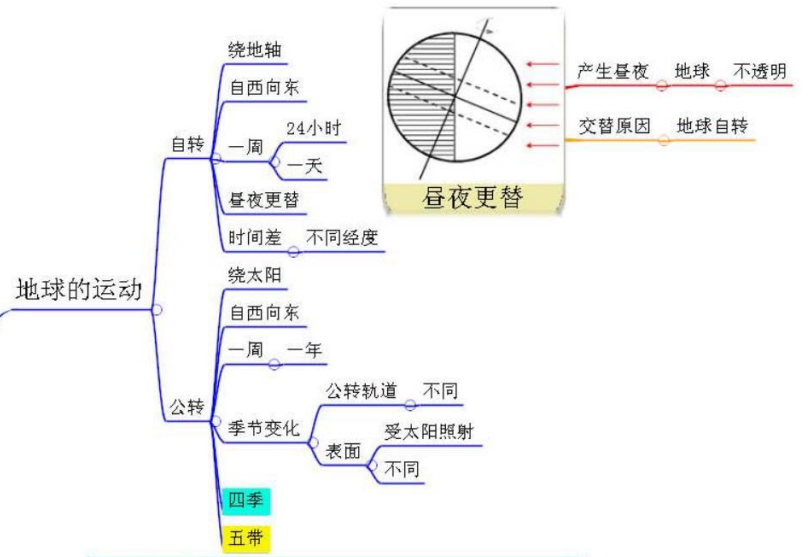 地球的运动
自转
绕地轴
自西向东
一周
24小时
一天
昼夜更替
时间差
不同经度
公转
绕太阳
自西向东
一周
一年
季节变化
公转轨道
不同
表面
受太阳照射
不同
四季
五带
昼夜更替
产生昼夜
地球
不透明
交替原因
地球自转